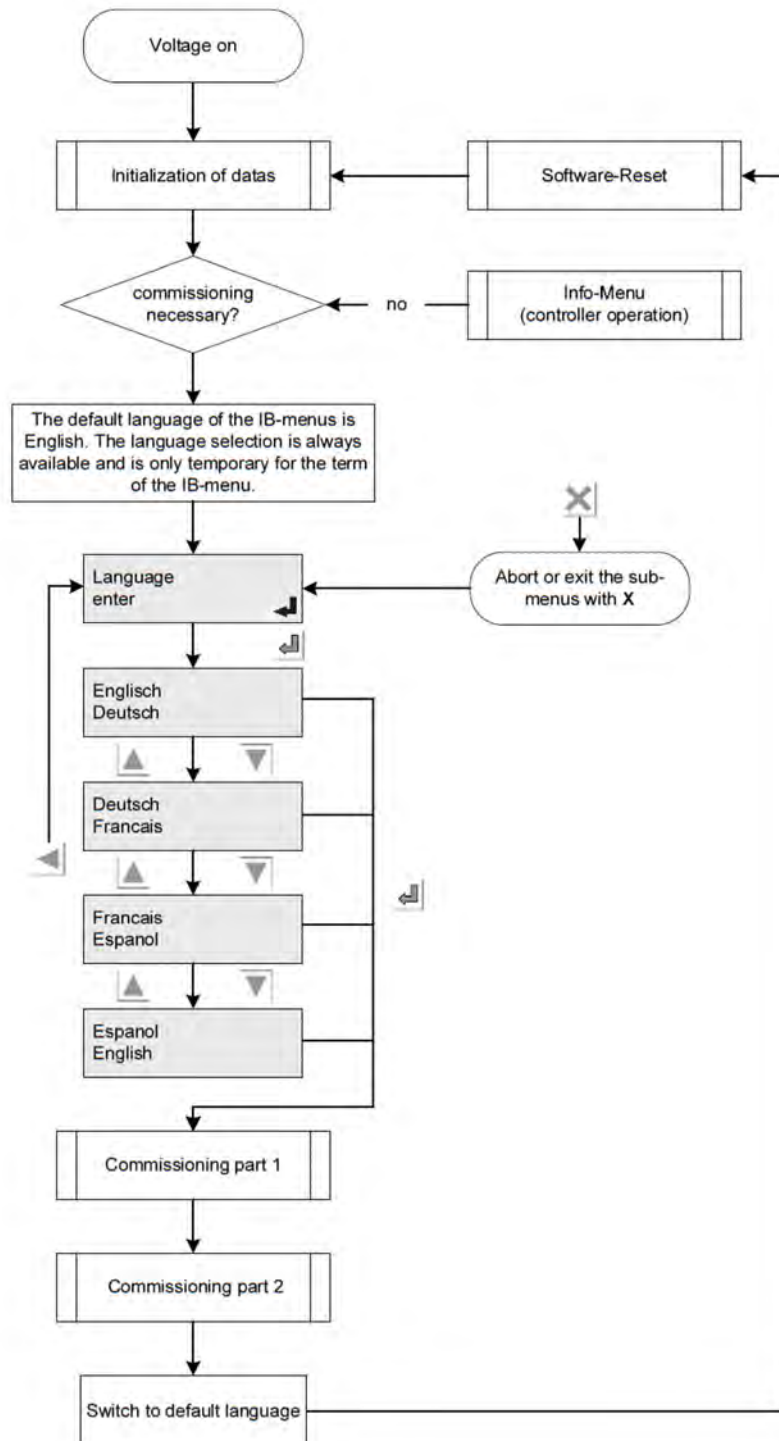 Voltage on
Initialization of datas
Software-Reset
commissioning
necessary?
no
Info-Menu
(controller operation)
The default language of the IB-menus is
English. The language selection is always
available and is only temporary for the term
of the IB-menu.
Language
enter
Abort or exit the sub-
menus with X
Englisch
Deutsch
Deutsch
Francais
Francais
Espanol
Espanol
English
Commissioning part 1
Commissioning part 2
Switch to default language